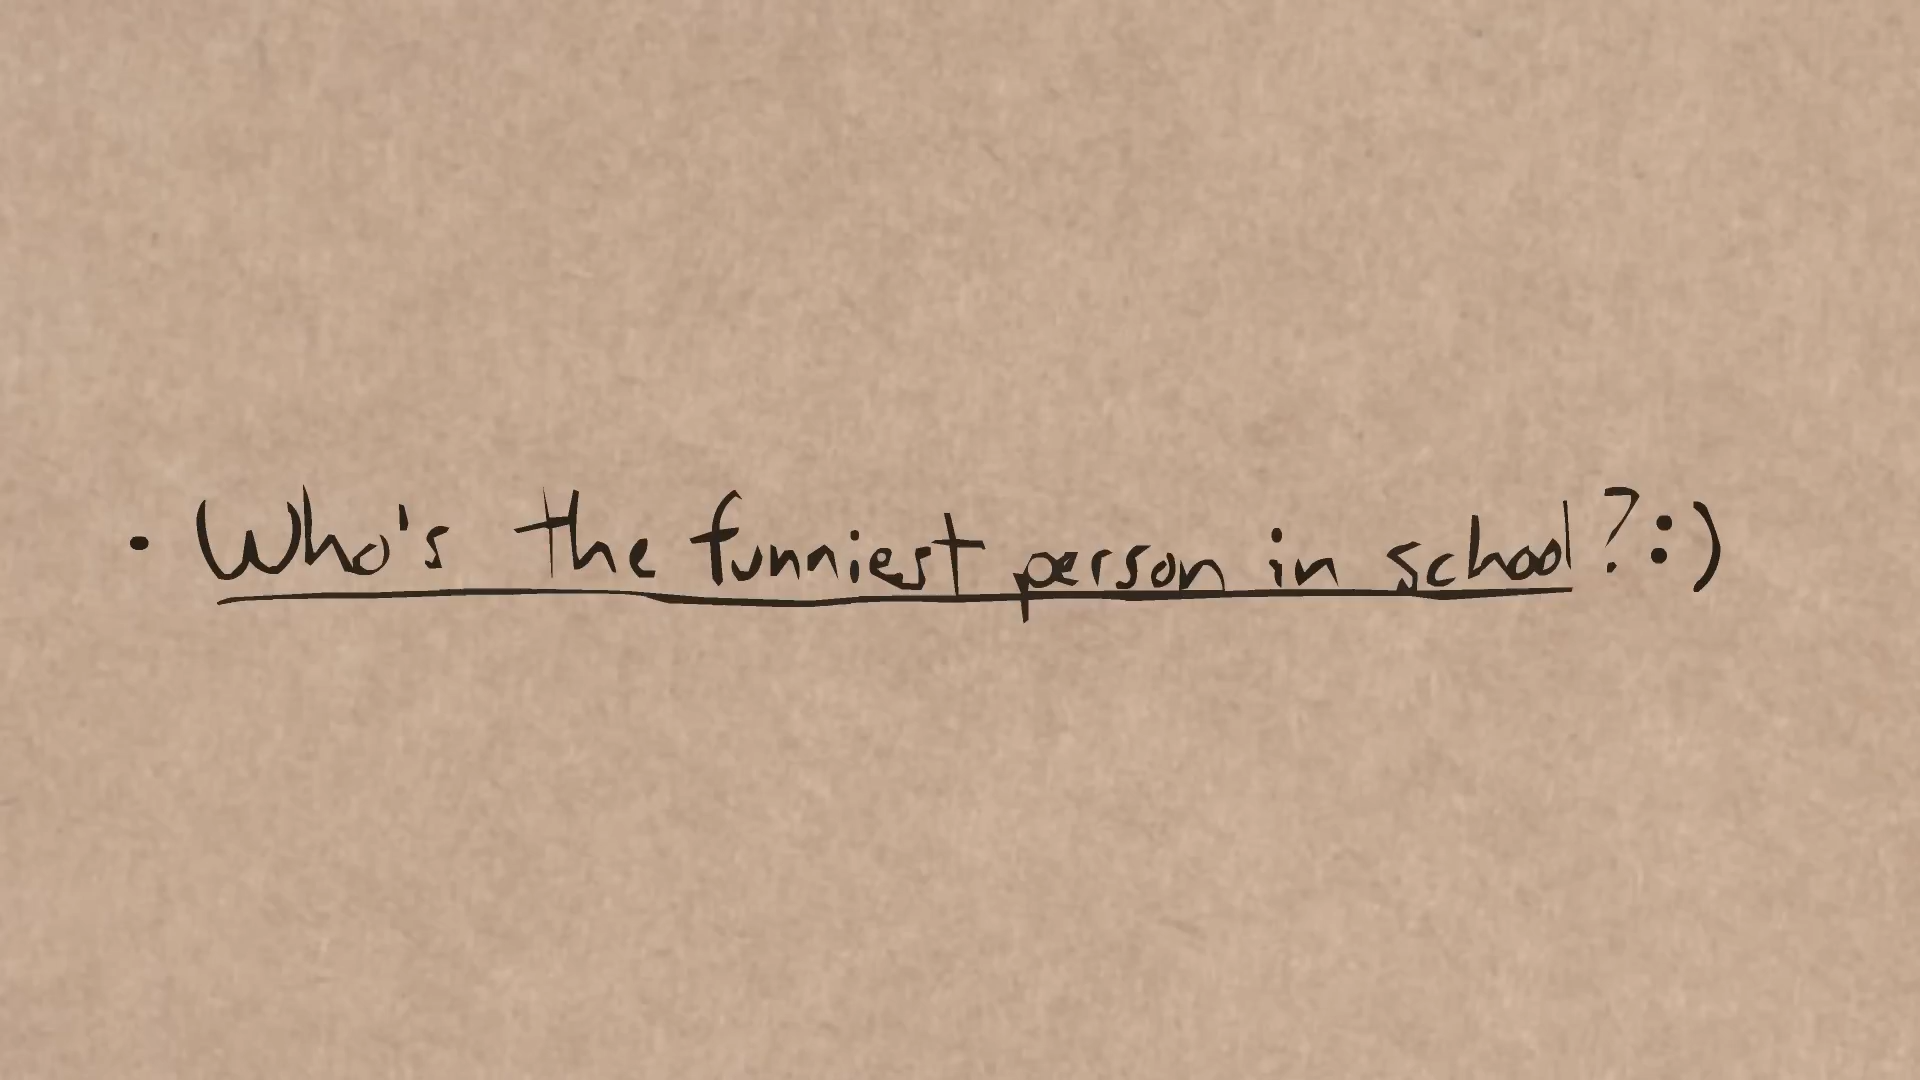 • Who's the funniest person in school? :)